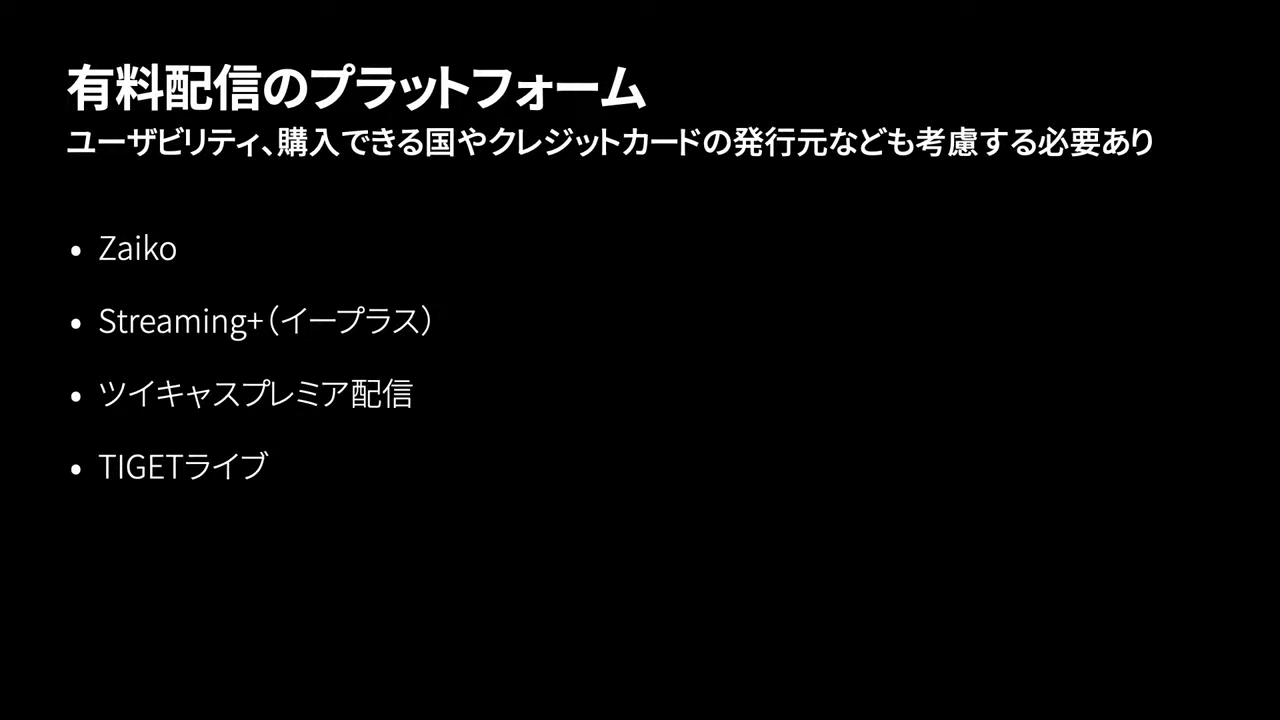 有料配信のプラットフォーム
ユーザビリティ、購入できる国やクレジットカードの発行元なども考慮する必要あり
• Zaiko
• Streaming+（イープラス）
• ツイキャスプレミア配信
• TIGETライブ